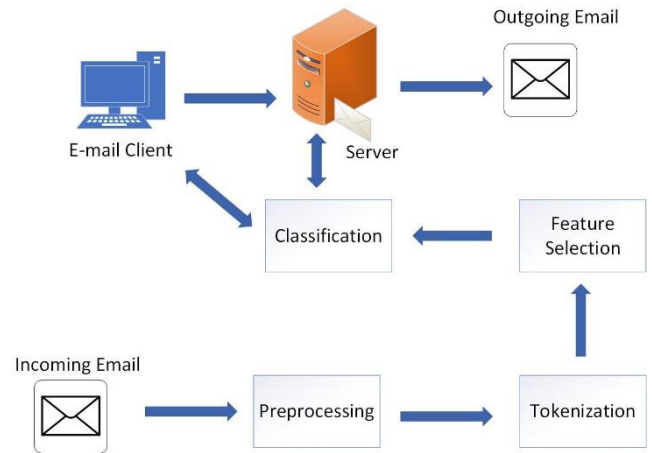 Outgoing Email
E-mail Client
Server
Classification
Feature
Selection
Incoming Email
Preprocessing
Tokenization